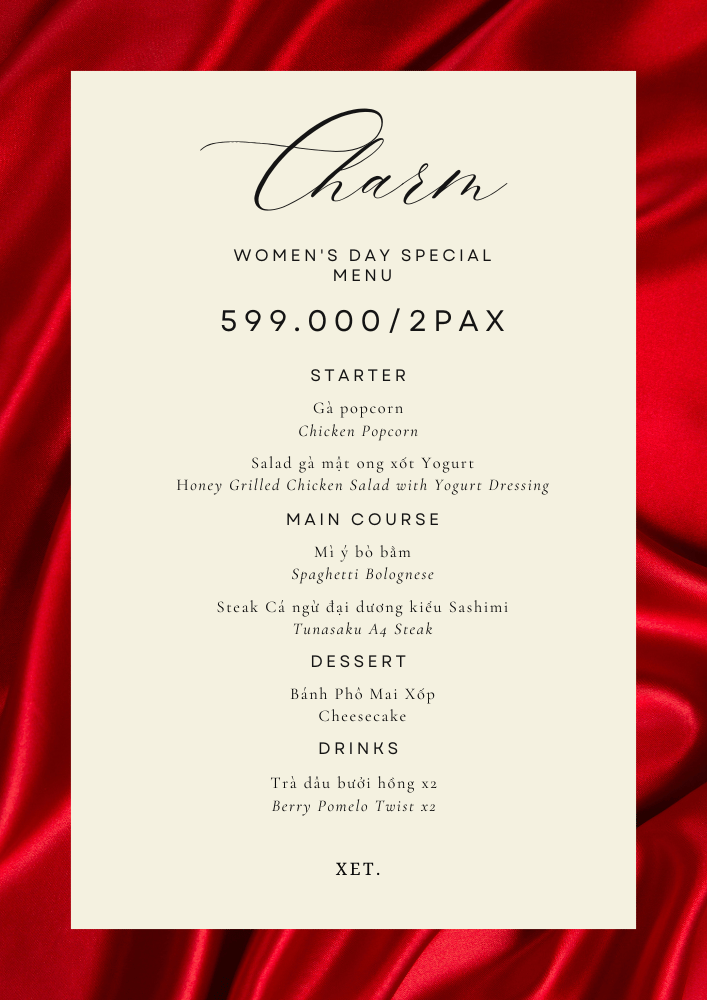 Charm
WOMEN'S DAY SPECIAL
MENU
599.000/2PAX
STARTER
Gà popcorn
Chicken Popcorn
Salad gà mật ong xốt Yogurt
Honey Grilled Chicken Salad with Yogurt Dressing
MAIN COURSE
Mì ý bò bằm
Spaghetti Bolognese
Steak Cá ngừ đại dương kiểu Sashimi
Tunasaku A4 Steak
DESSERT
Bánh Phô Mai Xốp
Cheesecake
DRINKS
Trà dâu bưởi hồng x2
Berry Pomelo Twist x2
XET.